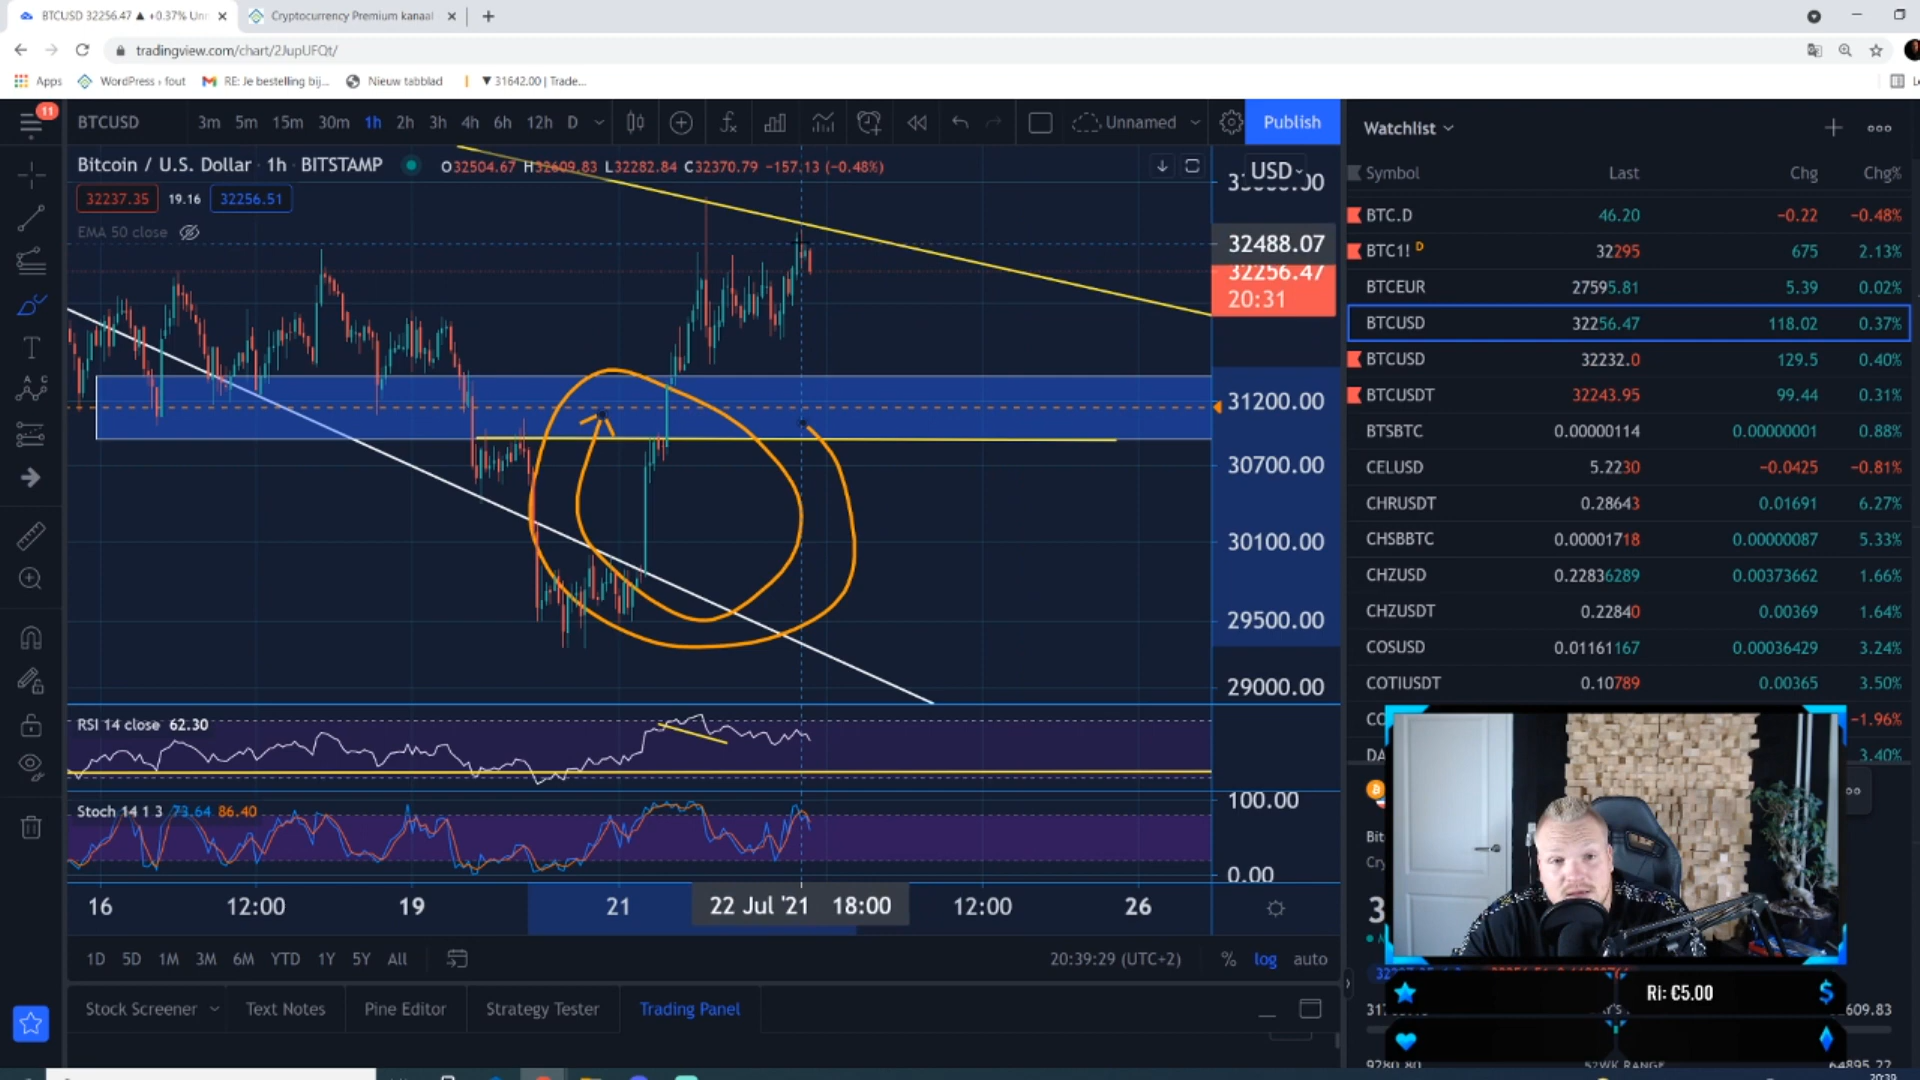 BTCUSD 32256.47 ▲ +0.37% Unn
Cryptocurrency Premium kanaal
tradingview.com/chart/2JupUFQt/
Apps
WordPress › fout
RE: Je bestelling bij...
Nieuw tabblad
▼ 31642.00 | Trade...
11
BTCUSD 3m 5m 15m 30m 1h 2h 3h 4h 6h 12h D
Unnamed
Publish
Bitcoin / U.S. Dollar · 1h · BITSTAMP
O32504.67 H32609.83 L32282.84 C32370.79 −157.13 (−0.48%)
USD
32237.35 19.16 32256.51
EMA 50 close
32488.07
32256.47
20:31
31200.00
30700.00
30100.00
29500.00
29000.00
RSI 14 close 62.30
Stoch 14 1 3 73.64 86.40
100.00
0.00
16 12:00 19 21 22 Jul '21 18:00 12:00 26
1D 5D 1M 3M 6M YTD 1Y 5Y All
20:39:29 (UTC+2) % log auto
Stock Screener Text Notes Pine Editor Strategy Tester Trading Panel
Watchlist
Symbol Last Chg Chg%
BTC.D 46.20 −0.22 −0.48%
BTC1! D 32295 675 2.13%
BTCEUR 27595.81 5.39 0.02%
BTCUSD 32256.47 118.02 0.37%
BTCUSD 32232.0 129.5 0.40%
BTCUSDT 32243.95 99.44 0.31%
BTSBTC 0.00000114 0.00000001 0.88%
CELUSD 5.2230 −0.0425 −0.81%
CHRUSDT 0.28643 0.01691 6.27%
CHSBBTC 0.00001718 0.00000087 5.33%
CHZUSD 0.22836289 0.00373662 1.66%
CHZUSDT 0.22840 0.00369 1.64%
COSUSD 0.01161167 0.00036429 3.24%
COTIUSDT 0.10789 0.00365 3.50%
−1.96%
3.40%
Ri: €5.00
609.83
52WK RANGE
20:39